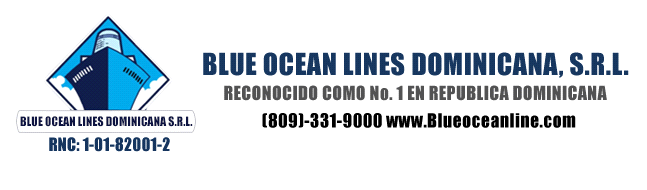 BLUE OCEAN LINES DOMINICANA S.R.L.
RNC: 1-01-82001-2
BLUE OCEAN LINES DOMINICANA, S.R.L.
RECONOCIDO COMO No. 1 EN REPUBLICA DOMINICANA
(809)-331-9000 www.Blueoceanline.com